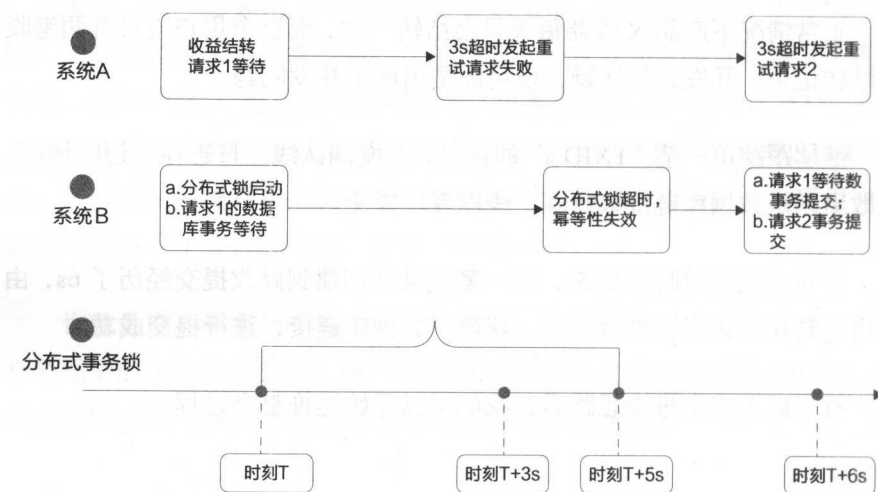 系统A
收益结转
请求1等待
3s超时发起重
试请求失败
3s超时发起重
试请求2
系统B
a.分布式锁启动
b.请求1的数据
库事务等待
分布式锁超时，
幂等性失效
a.请求1等待数
事务提交；
b.请求2事务提
交
分布式事务锁
时刻T
时刻T+3s
时刻T+5s
时刻T+6s